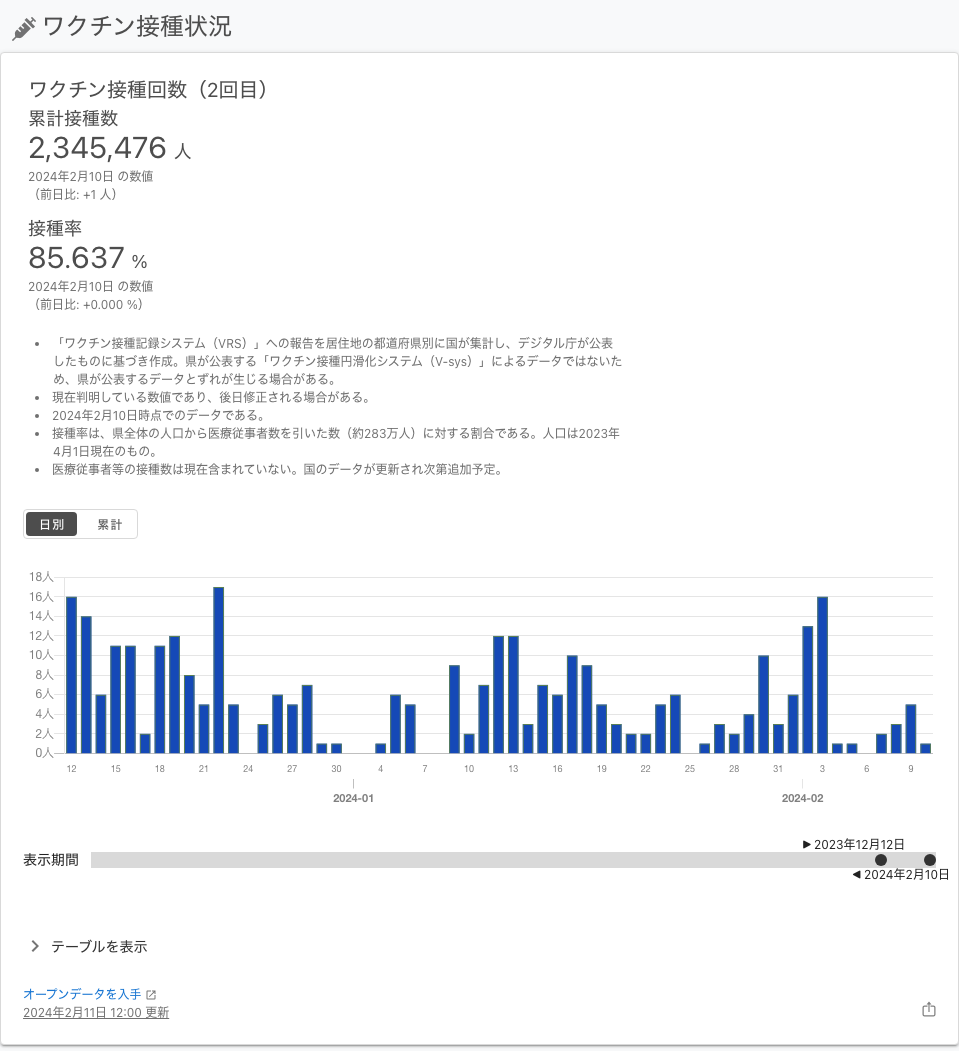 ワクチン接種状況
ワクチン接種回数（2回目）
累計接種数
2,345,476 人
2024年2月10日 の数値
（前日比: +1 人）
接種率
85.637 %
2024年2月10日 の数値
（前日比: +0.000 %）
• 「ワクチン接種記録システム（VRS）」への報告を居住地の都道府県別に国が集計し、デジタル庁が公表
したものに基づき作成。県が公表する「ワクチン接種円滑化システム（V-sys）」によるデータではないた
め、県が公表するデータとずれが生じる場合がある。
• 現在判明している数値であり、後日修正される場合がある。
• 2024年2月10日時点でのデータである。
• 接種率は、県全体の人口から医療従事者数を引いた数（約283万人）に対する割合である。人口は2023年
4月1日現在のもの。
• 医療従事者等の接種数は現在含まれていない。国のデータが更新され次第追加予定。
日別 累計
18人
16人
14人
12人
10人
8人
6人
4人
2人
0人
12 15 18 21 24 27 30 4 7 10 13 16 19 22 25 28 31 3 6 9
2024-01 2024-02
▶ 2023年12月12日
表示期間
◀ 2024年2月10日
テーブルを表示
オープンデータを入手
2024年2月11日 12:00 更新